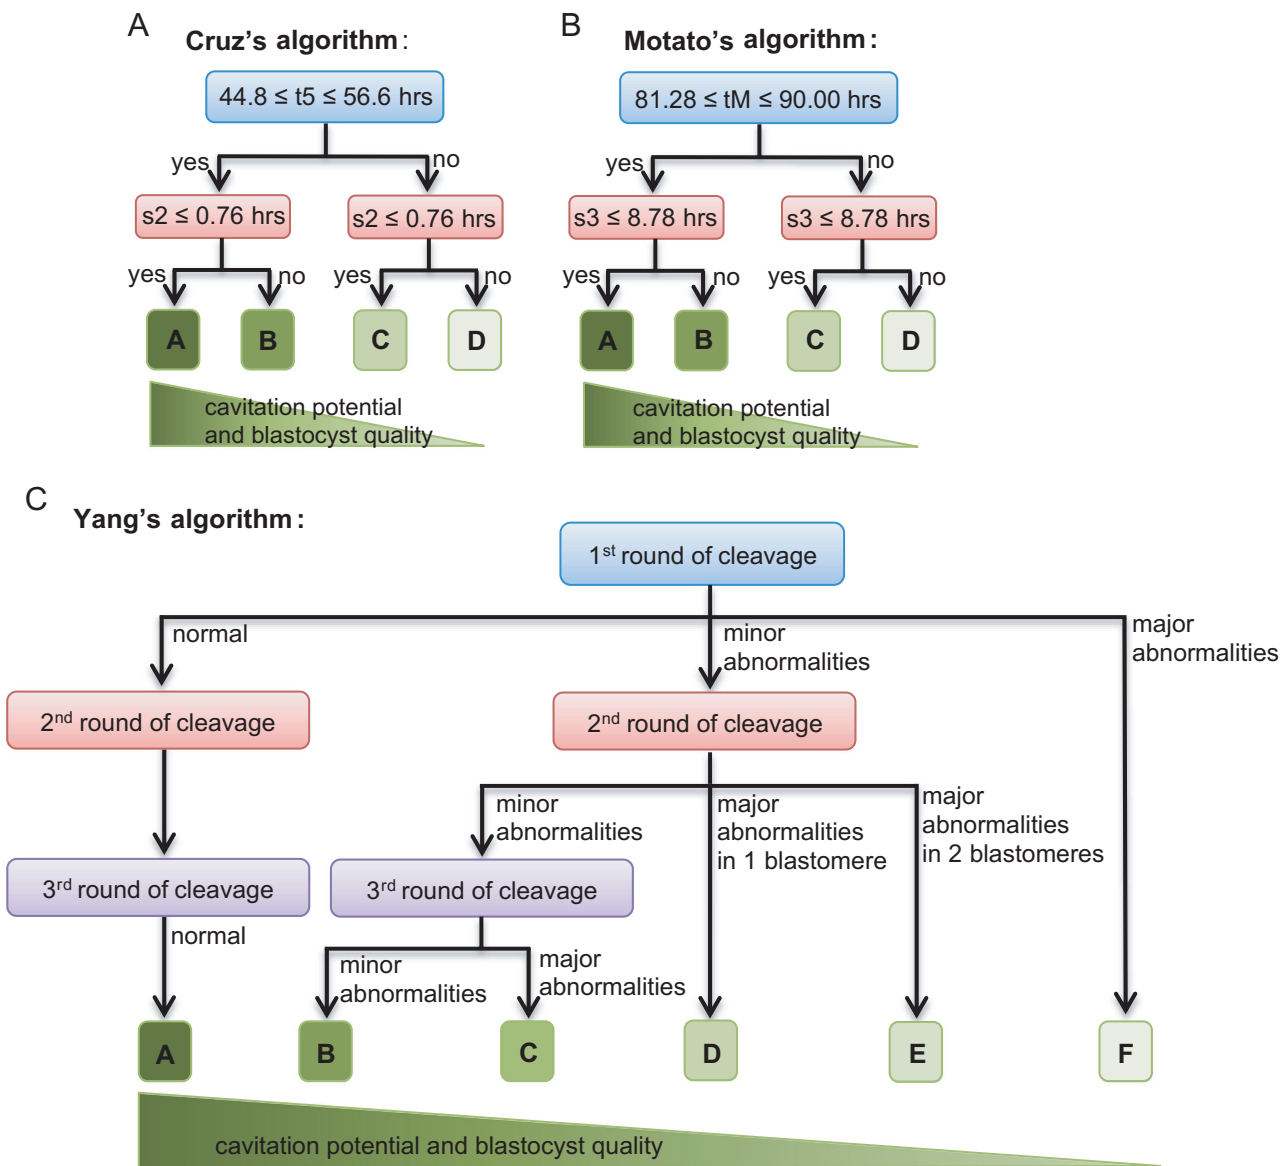 A
Cruz's algorithm:
44.8 ≤ t5 ≤ 56.6 hrs
yes
no
s2 ≤ 0.76 hrs
s2 ≤ 0.76 hrs
yes
no
yes
no
A
B
C
D
cavitation potential
and blastocyst quality
B
Motato's algorithm:
81.28 ≤ tM ≤ 90.00 hrs
yes
no
s3 ≤ 8.78 hrs
s3 ≤ 8.78 hrs
yes
no
yes
no
A
B
C
D
cavitation potential
and blastocyst quality
C
Yang's algorithm:
1st round of cleavage
normal
minor
abnormalities
major
abnormalities
2nd round of cleavage
2nd round of cleavage
minor
abnormalities
major
abnormalities
in 1 blastomere
major
abnormalities
in 2 blastomeres
3rd round of cleavage
3rd round of cleavage
normal
minor
abnormalities
major
abnormalities
A
B
C
D
E
F
cavitation potential and blastocyst quality